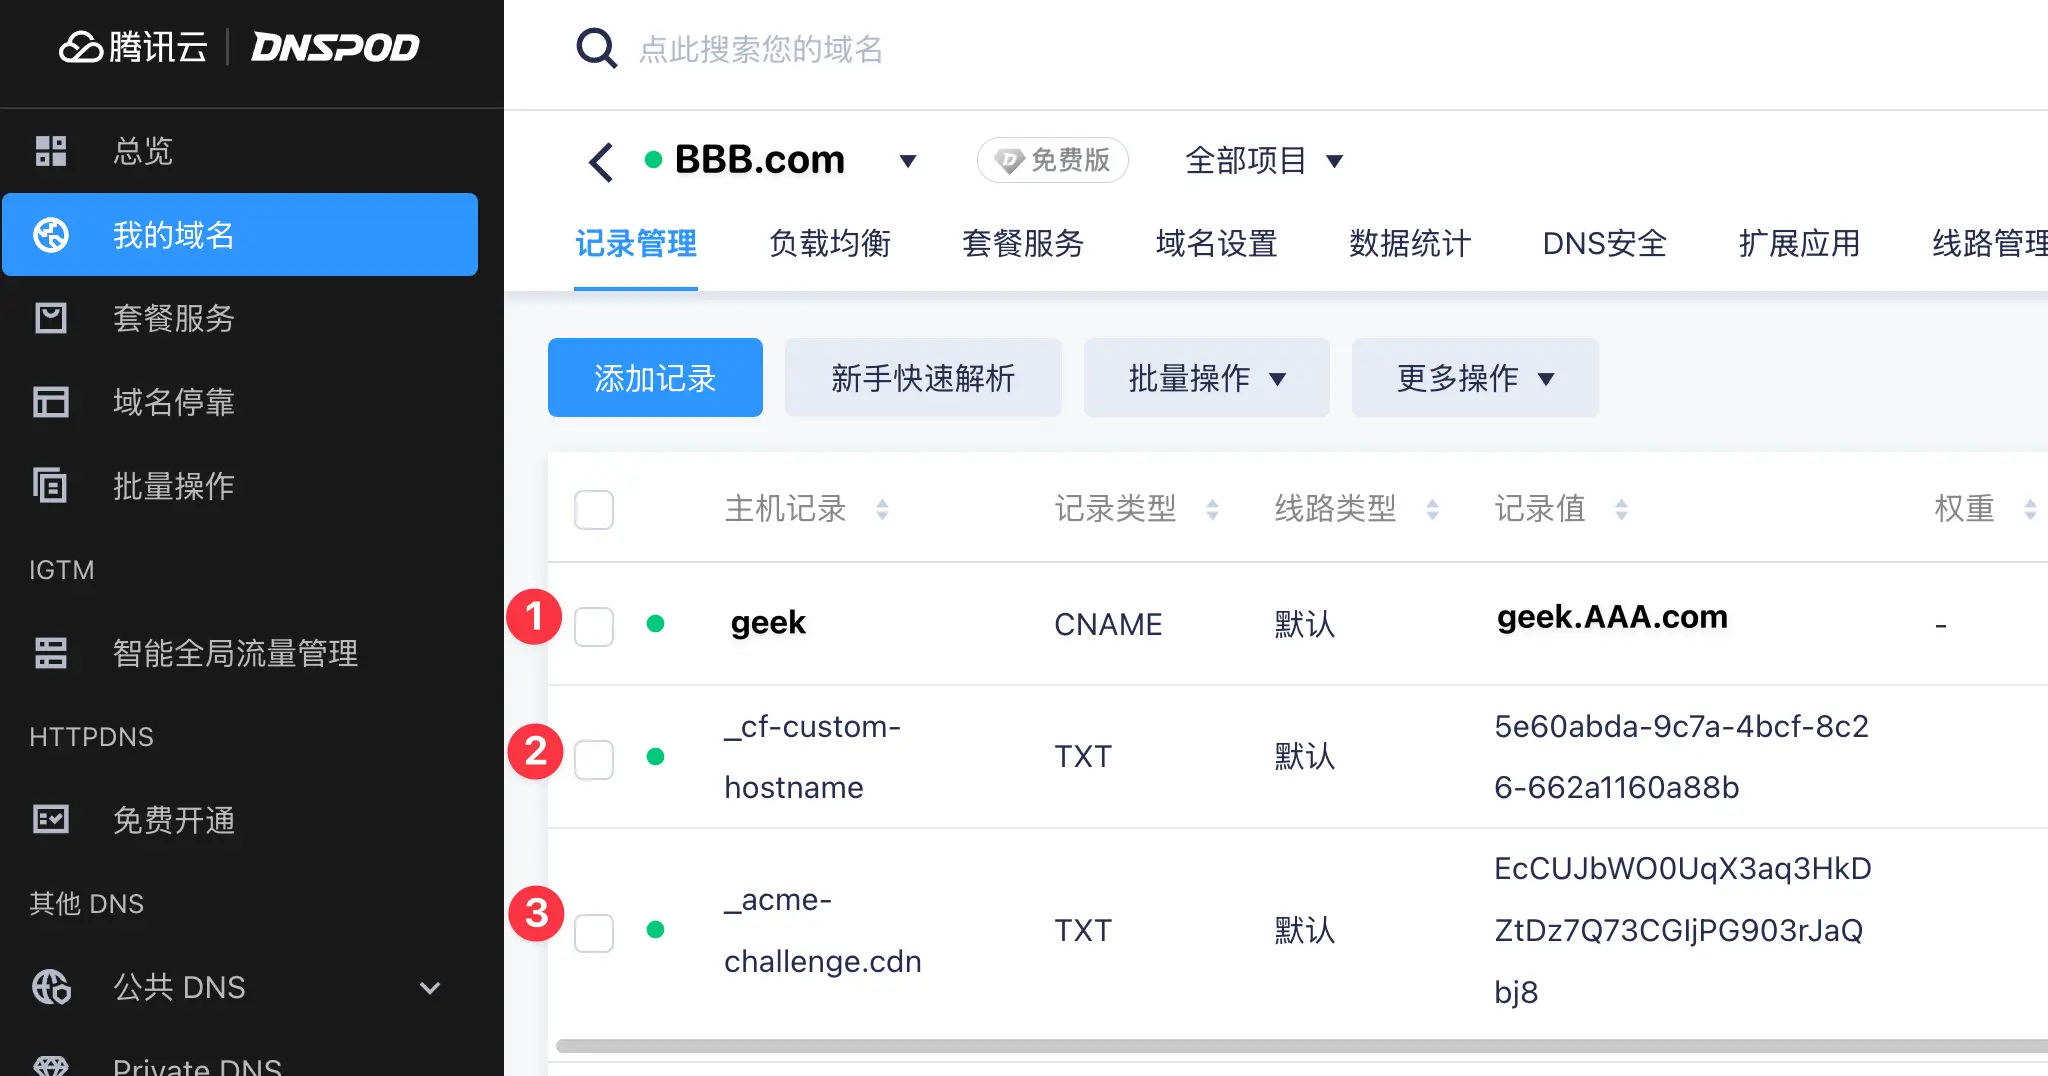 腾讯云 DNSPOD
总览
我的域名
套餐服务
域名停靠
批量操作
IGTM
智能全局流量管理
HTTPDNS
免费开通
其他 DNS
公共 DNS
Private DNS
点此搜索您的域名
BBB.com 免费版 全部项目
记录管理 负载均衡 套餐服务 域名设置 数据统计 DNS安全 扩展应用 线路管理
添加记录 新手快速解析 批量操作 更多操作
主机记录 记录类型 线路类型 记录值 权重
1 geek CNAME 默认 geek.AAA.com -
2 _cf-custom-
hostname
TXT 默认
5e60abda-9c7a-4bcf-8c2
6-662a1160a88b
3 _acme-
challenge.cdn
TXT 默认
EcCUJbWO0UqX3aq3HkD
ZtDz7Q73CGIjPG903rJaQ
bj8